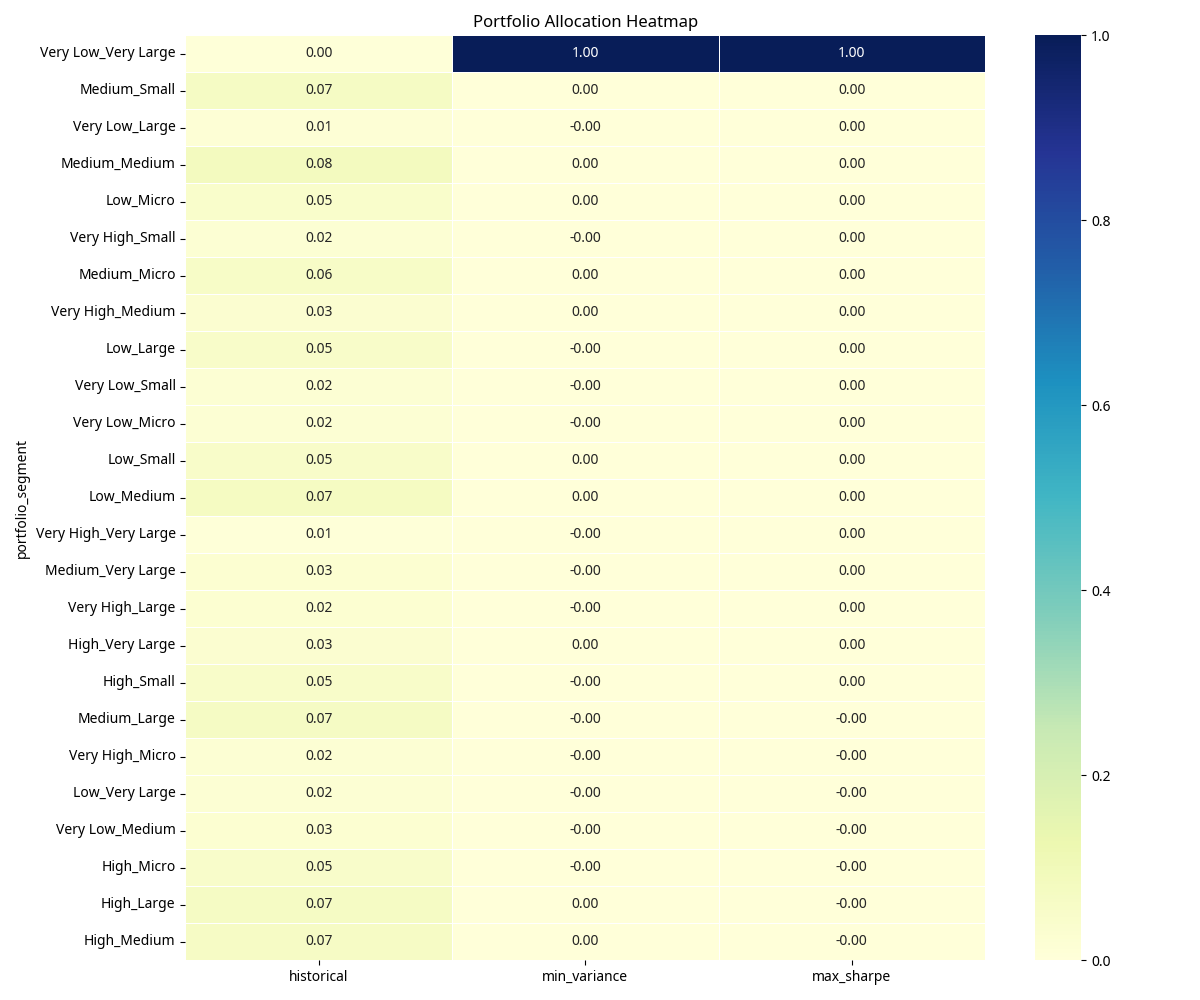 Portfolio Allocation Heatmap
Very Low_Very Large 0.00 1.00 1.00
Medium_Small 0.07 0.00 0.00
Very Low_Large 0.01 -0.00 0.00
Medium_Medium 0.08 0.00 0.00
Low_Micro 0.05 0.00 0.00
Very High_Small 0.02 -0.00 0.00
Medium_Micro 0.06 0.00 0.00
Very High_Medium 0.03 0.00 0.00
Low_Large 0.05 -0.00 0.00
Very Low_Small 0.02 -0.00 0.00
Very Low_Micro 0.02 -0.00 0.00
Low_Small 0.05 0.00 0.00
Low_Medium 0.07 0.00 0.00
Very High_Very Large 0.01 -0.00 0.00
Medium_Very Large 0.03 -0.00 0.00
Very High_Large 0.02 -0.00 0.00
High_Very Large 0.03 0.00 0.00
High_Small 0.05 -0.00 0.00
Medium_Large 0.07 -0.00 -0.00
Very High_Micro 0.02 -0.00 -0.00
Low_Very Large 0.02 -0.00 -0.00
Very Low_Medium 0.03 -0.00 -0.00
High_Micro 0.05 -0.00 -0.00
High_Large 0.07 0.00 -0.00
High_Medium 0.07 0.00 -0.00
historical min_variance max_sharpe
portfolio_segment
1.0
0.8
0.6
0.4
0.2
0.0